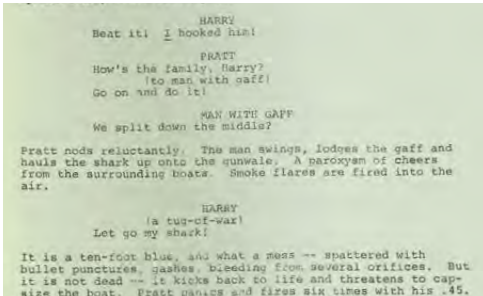 HARRY
Beat it! I hooked him!
PRATT
How's the family, Harry?
(to man with gaff)
Go on and do it!
MAN WITH GAFF
We split down the middle?
Pratt nods reluctantly. The man swings, lodges the gaff and
hauls the shark up onto the gunwale. A paroxysm of cheers
from the surrounding boats. Smoke flares are fired into the
air.
HARRY
(a tug-of-war)
Let go my shark!
It is a ten-foot blue, and what a mess -- spattered with
bullet punctures, gashes, bleeding from several orifices. But
it is not dead -- it kicks back to life and threatens to cap-
size the boat. Pratt panics and fires six times with his .45.